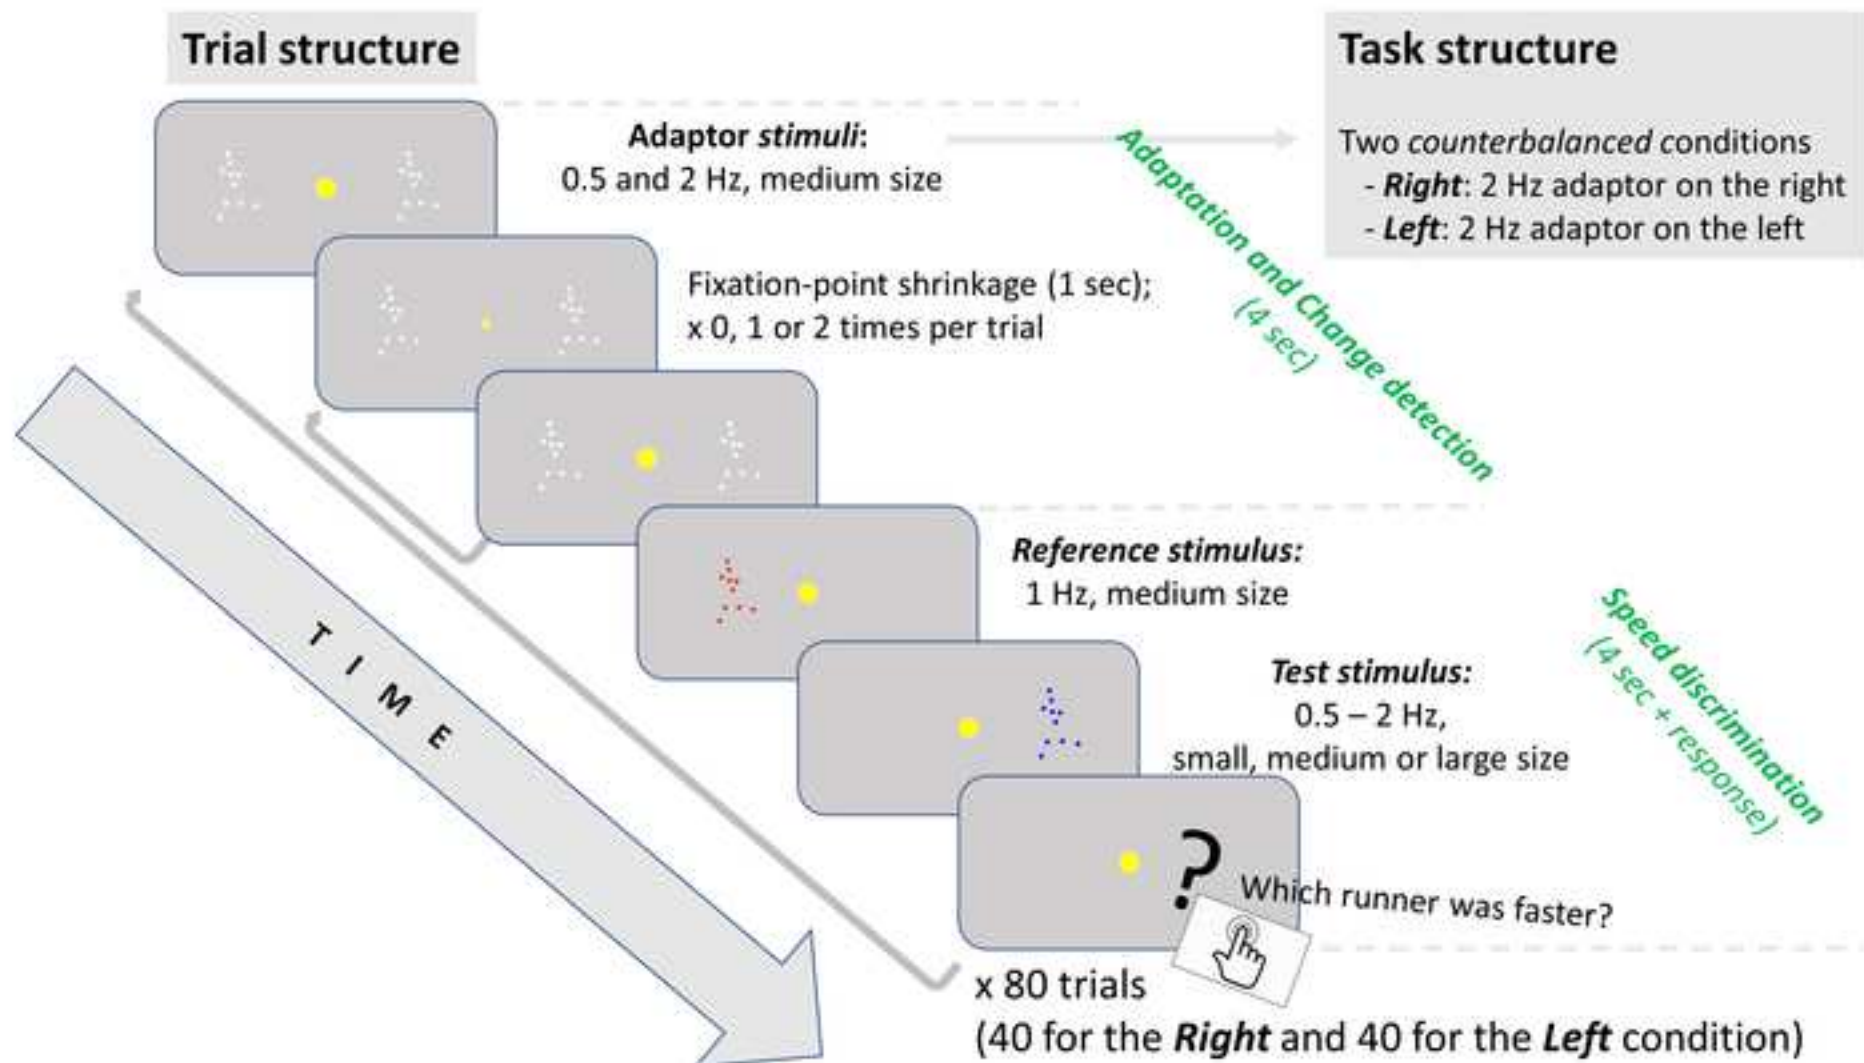 Trial structure
Task structure
Adaptor stimuli:
0.5 and 2 Hz, medium size
Two counterbalanced conditions
- Right: 2 Hz adaptor on the right
- Left: 2 Hz adaptor on the left
Adaptation and Change detection
(4 sec)
Fixation-point shrinkage (1 sec);
x 0, 1 or 2 times per trial
Reference stimulus:
1 Hz, medium size
Speed discrimination
(4 sec + response)
Test stimulus:
0.5 – 2 Hz,
small, medium or large size
TIME
?
Which runner was faster?
x 80 trials
(40 for the Right and 40 for the Left condition)